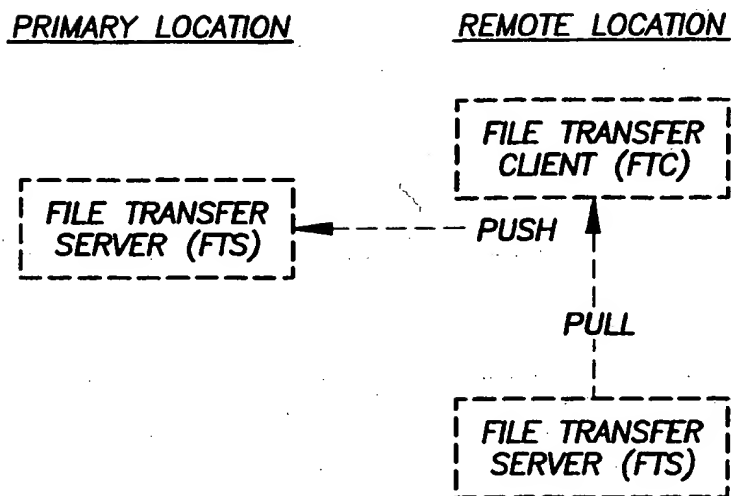 PRIMARY LOCATION
REMOTE LOCATION
FILE TRANSFER
CLIENT (FTC)
FILE TRANSFER
SERVER (FTS)
PUSH
PULL
FILE TRANSFER
SERVER (FTS)